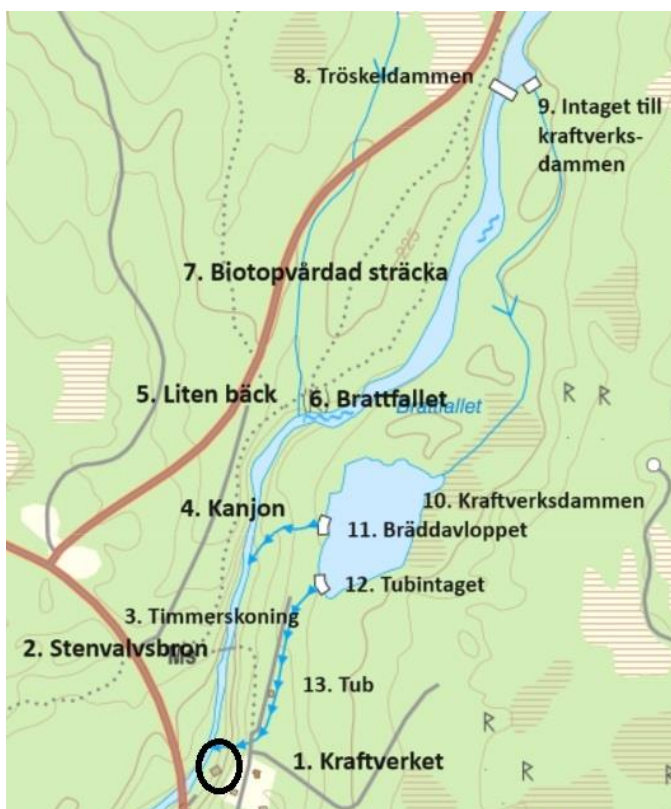 8. Tröskeldammen
9. Intaget till
kraftverks-
dammen
225
7. Biotopvårdad sträcka
5. Liten bäck
6. Brattfallet
Brattfallet
R R
4. Kanjon
10. Kraftverksdammen
11. Bräddavloppet
12. Tubintaget
3. Timmerskoning
2. Stenvalvsbron
MS
13. Tub
R
R
1. Kraftverket
R
R